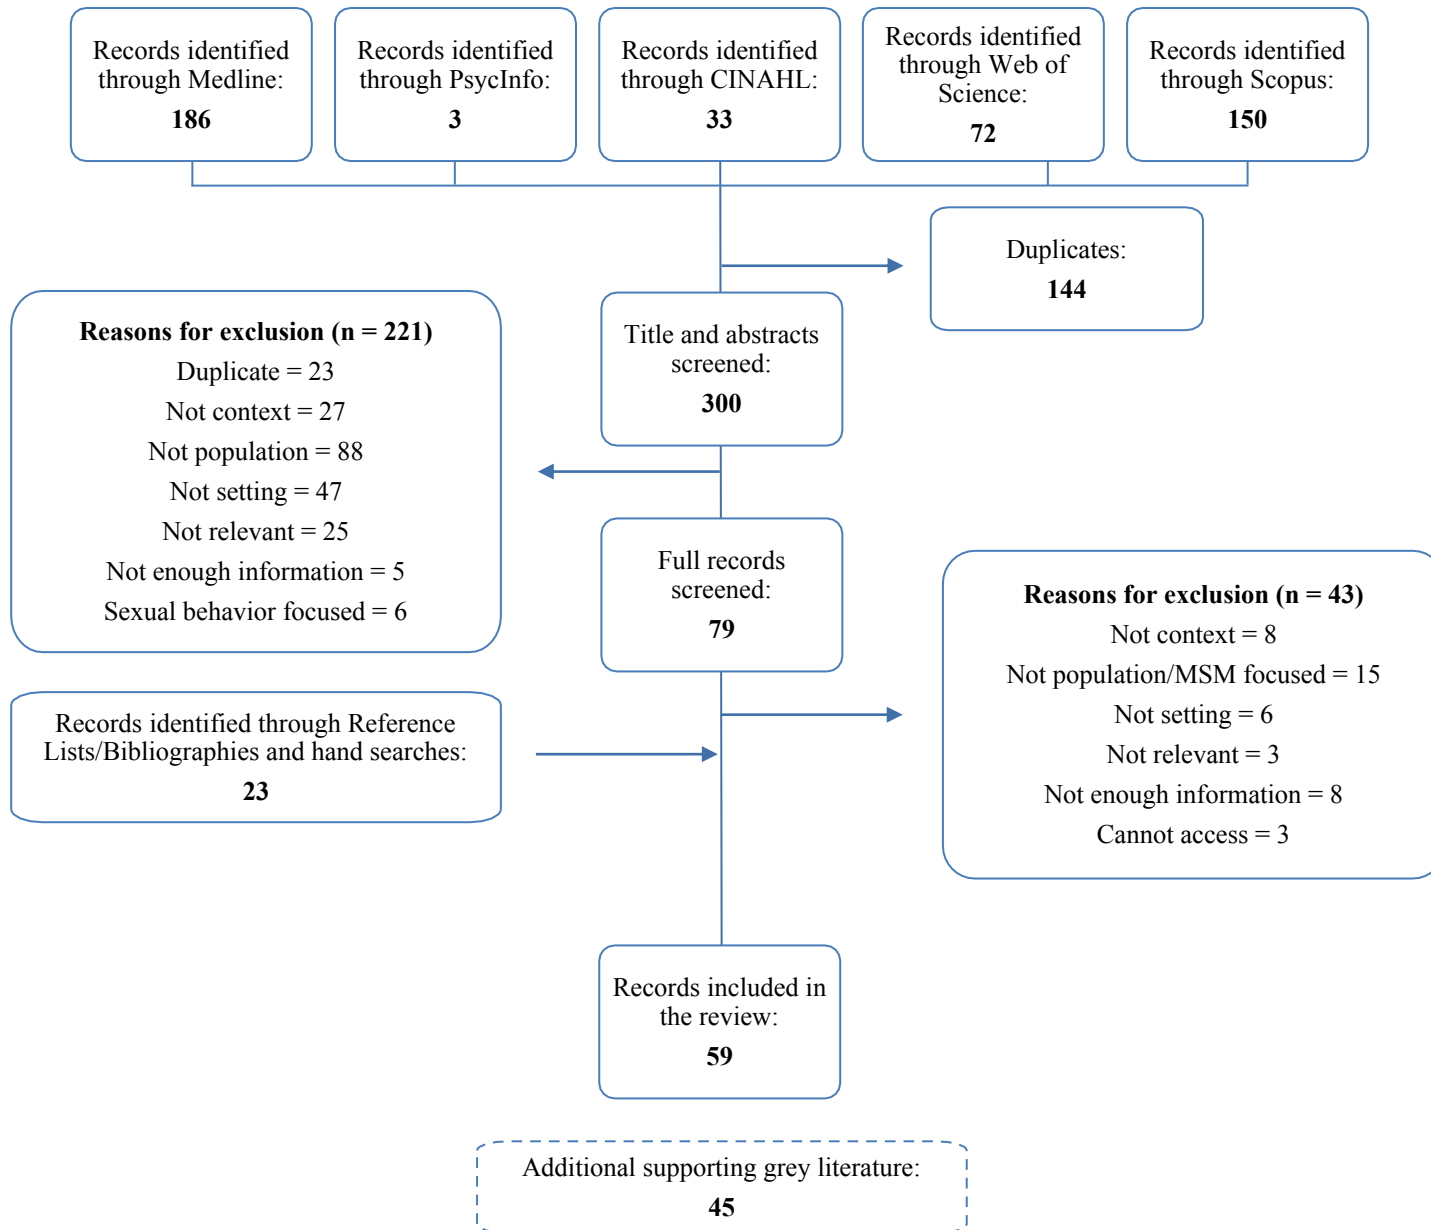 Records identified
through Medline:
186
Records identified
through PsycInfo:
3
Records identified
through CINAHL:
33
Records identified
through Web of
Science:
72
Records identified
through Scopus:
150
Duplicates:
144
Title and abstracts
screened:
300
Reasons for exclusion (n = 221)
Duplicate = 23
Not context = 27
Not population = 88
Not setting = 47
Not relevant = 25
Not enough information = 5
Sexual behavior focused = 6
Full records
screened:
79
Reasons for exclusion (n = 43)
Not context = 8
Not population/MSM focused = 15
Not setting = 6
Not relevant = 3
Not enough information = 8
Cannot access = 3
Records identified through Reference
Lists/Bibliographies and hand searches:
23
Records included in
the review:
59
Additional supporting grey literature:
45